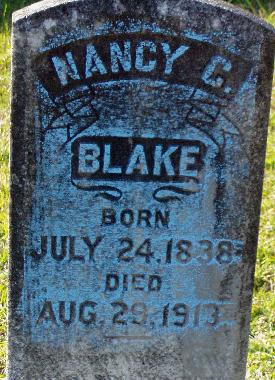 NANCY C.
BLAKE
BORN
JULY 24, 1838.
DIED
AUG. 29, 1913.